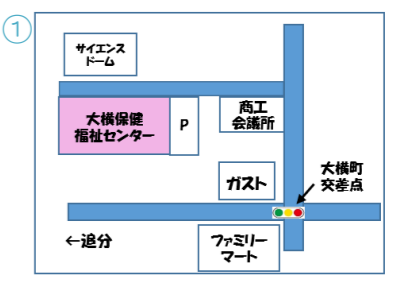 ①
サイエンス
ドーム
大横保健
福祉センター
P
商工
会議所
ガスト
大横町
交差点
←追分
ファミリー
マート